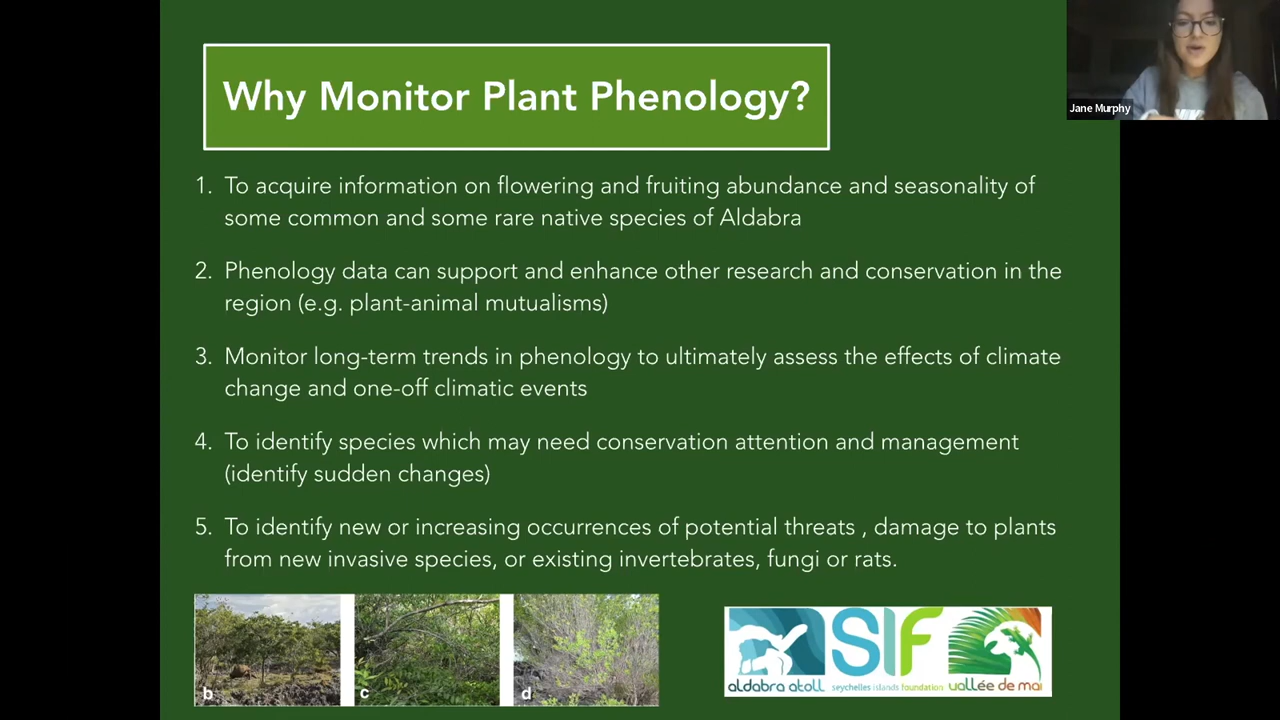 Why Monitor Plant Phenology?
Jane Murphy
1. To acquire information on flowering and fruiting abundance and seasonality of
some common and some rare native species of Aldabra
2. Phenology data can support and enhance other research and conservation in the
region (e.g. plant-animal mutualisms)
3. Monitor long-term trends in phenology to ultimately assess the effects of climate
change and one-off climatic events
4. To identify species which may need conservation attention and management
(identify sudden changes)
5. To identify new or increasing occurrences of potential threats , damage to plants
from new invasive species, or existing invertebrates, fungi or rats.
b
c
d
SIF
aldabra atoll
seychelles islands foundation
vallée de mai